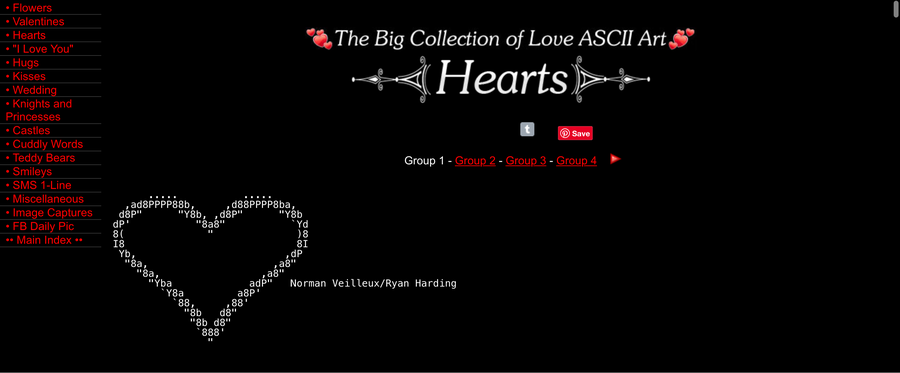 • Flowers
• Valentines
• Hearts
• "I Love You"
• Hugs
• Kisses
• Wedding
• Knights and
Princesses
• Castles
• Cuddly Words
• Teddy Bears
• Smileys
• SMS 1-Line
• Miscellaneous
• Image Captures
• FB Daily Pic
•• Main Index ••
The Big Collection of Love ASCII Art
Hearts
t
Save
Group 1 - Group 2 - Group 3 - Group 4
      .....           .....
  ,ad8PPPP88b,     ,d88PPPP8ba,
 d8P"      "Y8b, ,d8P"      "Y8b
dP'           "8a8"           `Yd
8(              "              )8
I8                             8I
 Yb,                         ,dP
  "8a,                     ,a8"
    "8a,                 ,a8"
      "Yba             adP"   Norman Veilleux/Ryan Harding
        `Y8a         a8P'
          `88,     ,88'
            "8b   d8"
             "8b d8"
              `888'
                "